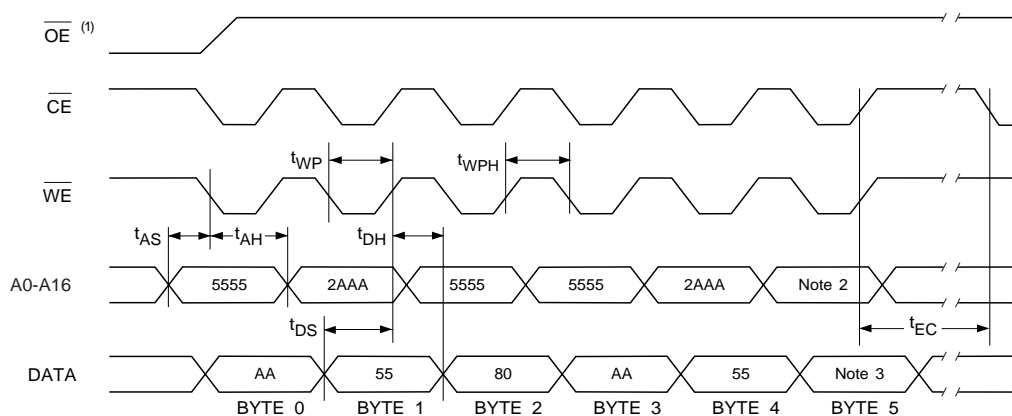 OE (1)
CE
tWP
tWPH
WE
tAS
tAH
tDH
A0-A16
5555
2AAA
5555
5555
2AAA
Note 2
tDS
tEC
DATA
AA
55
80
AA
55
Note 3
BYTE 0
BYTE 1
BYTE 2
BYTE 3
BYTE 4
BYTE 5